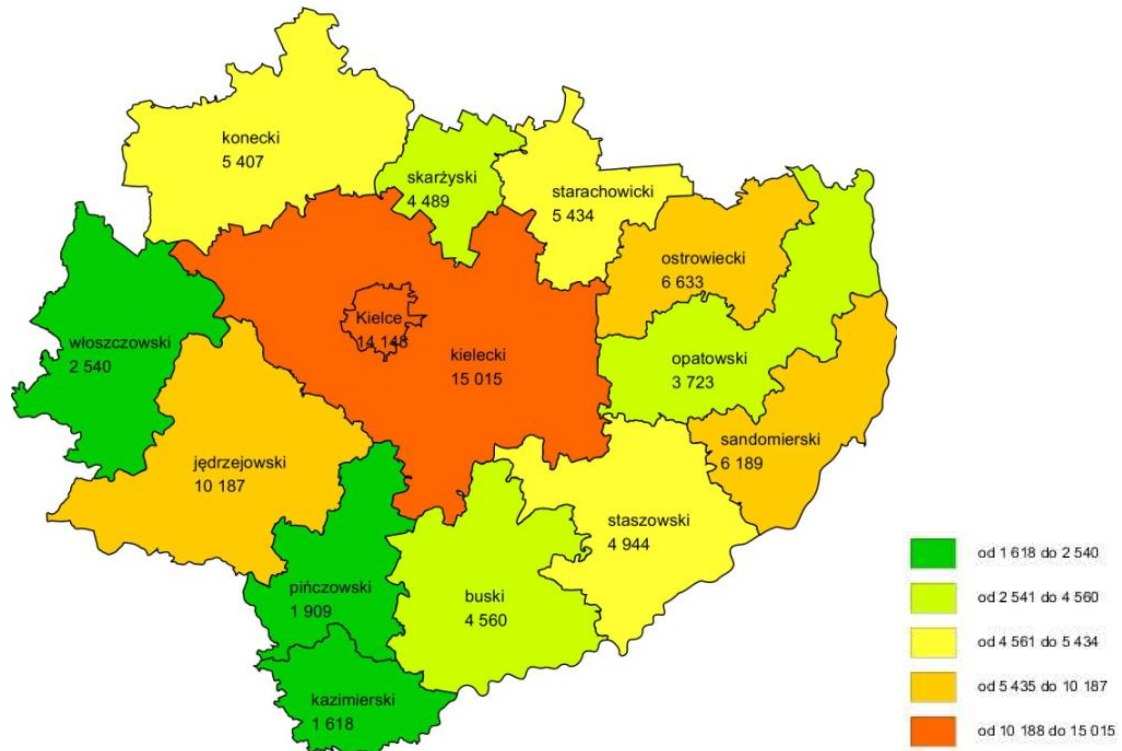 konecki
5 407
skarżyski
4 489
starachowicki
5 434
ostrowiecki
6 633
włoszczowski
2 540
Kielce
14 148
kielecki
15 015
opatowski
3 723
sandomierski
6 189
jędrzejowski
10 187
staszowski
4 944
pińczowski
1 909
buski
4 560
kazimierski
1 618
od 1 618 do 2 540
od 2 541 do 4 560
od 4 561 do 5 434
od 5 435 do 10 187
od 10 188 do 15 015